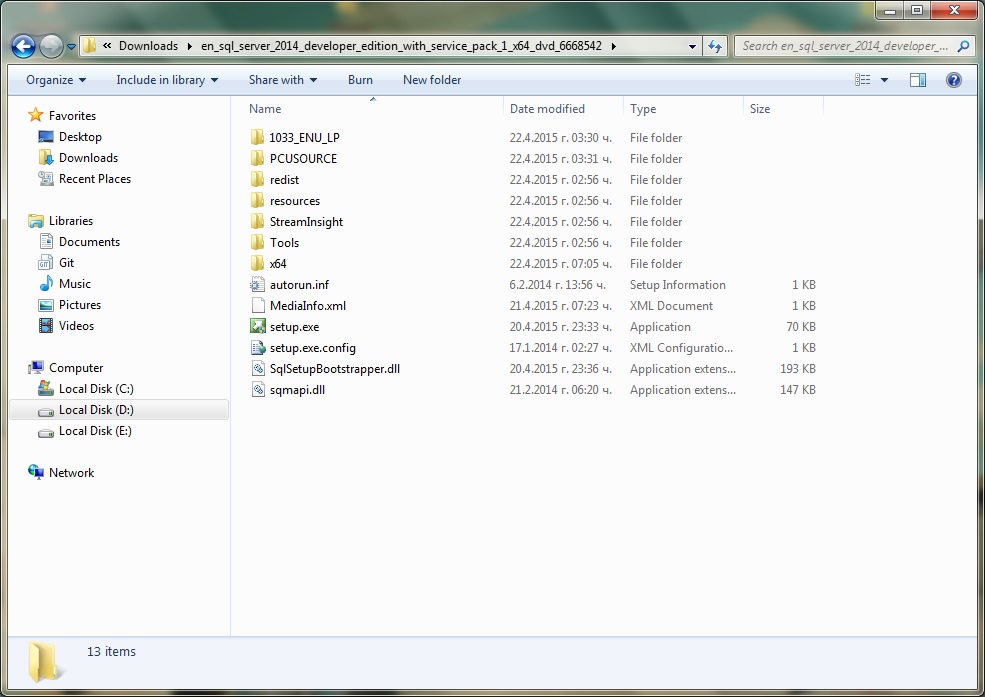 « Downloads en_sql_server_2014_developer_edition_with_service_pack_1_x64_dvd_6668542
Search en_sql_server_2014_developer_...
Organize Include in library Share with Burn New folder
Favorites
Desktop
Downloads
Recent Places
Libraries
Documents
Git
Music
Pictures
Videos
Computer
Local Disk (C:)
Local Disk (D:)
Local Disk (E:)
Network
Name Date modified Type Size
1033_ENU_LP 22.4.2015 г. 03:30 ч. File folder
PCUSOURCE 22.4.2015 г. 03:31 ч. File folder
redist 22.4.2015 г. 02:56 ч. File folder
resources 22.4.2015 г. 02:56 ч. File folder
StreamInsight 22.4.2015 г. 02:56 ч. File folder
Tools 22.4.2015 г. 02:56 ч. File folder
x64 22.4.2015 г. 07:05 ч. File folder
autorun.inf 6.2.2014 г. 13:56 ч. Setup Information 1 KB
MediaInfo.xml 21.4.2015 г. 07:23 ч. XML Document 1 KB
setup.exe 20.4.2015 г. 23:33 ч. Application 70 KB
setup.exe.config 17.1.2014 г. 02:27 ч. XML Configuratio... 1 KB
SqlSetupBootstrapper.dll 20.4.2015 г. 23:36 ч. Application extens... 193 KB
sqmapi.dll 21.2.2014 г. 06:20 ч. Application extens... 147 KB
13 items